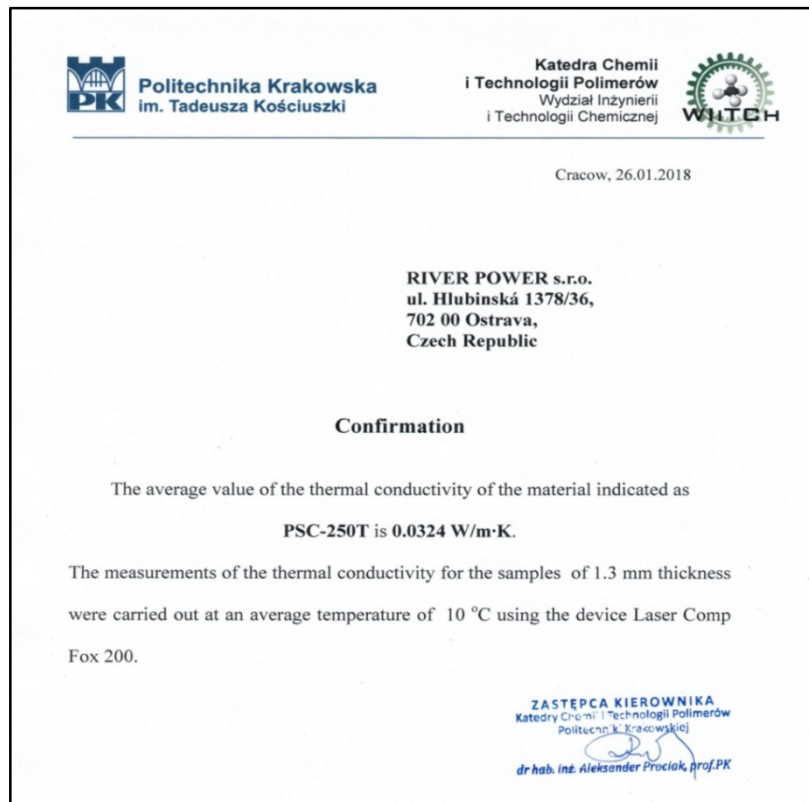 PK
Politechnika Krakowska
im. Tadeusza Kościuszki
Katedra Chemii
i Technologii Polimerów
Wydział Inżynierii
i Technologii Chemicznej
WIiTCH
Cracow, 26.01.2018
RIVER POWER s.r.o.
ul. Hlubinská 1378/36,
702 00 Ostrava,
Czech Republic
Confirmation
The average value of the thermal conductivity of the material indicated as
PSC-250T is 0.0324 W/m·K.
The measurements of the thermal conductivity for the samples of 1.3 mm thickness
were carried out at an average temperature of 10 °C using the device Laser Comp
Fox 200.
ZASTĘPCA KIEROWNIKA
Katedry Chemii i Technologii Polimerów
Politechniki Krakowskiej
dr hab. inż. Aleksander Prociak, prof.PK